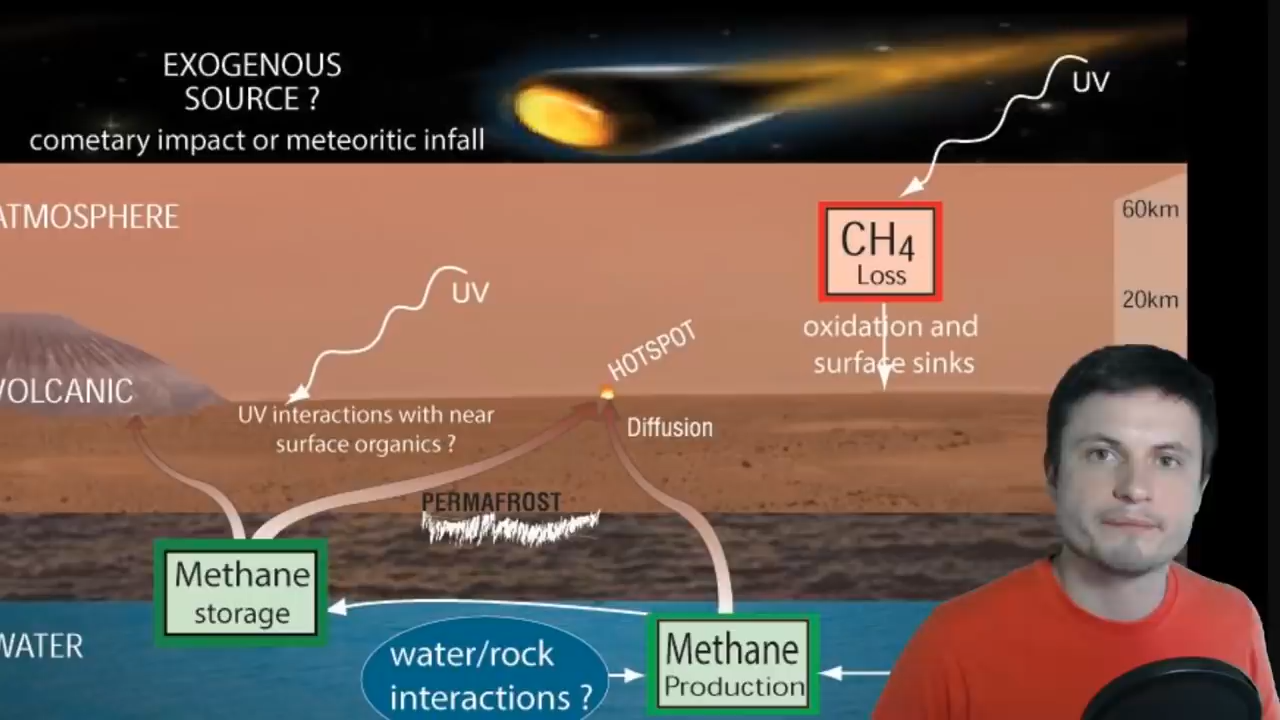 EXOGENOUS
SOURCE ?
cometary impact or meteoritic infall
UV
ATMOSPHERE
60km
CH4
Loss
UV
20km
oxidation and
surface sinks
HOTSPOT
VOLCANIC
UV interactions with near
surface organics ?
Diffusion
PERMAFROST
Methane
storage
WATER
water/rock
interactions ?
Methane
Production